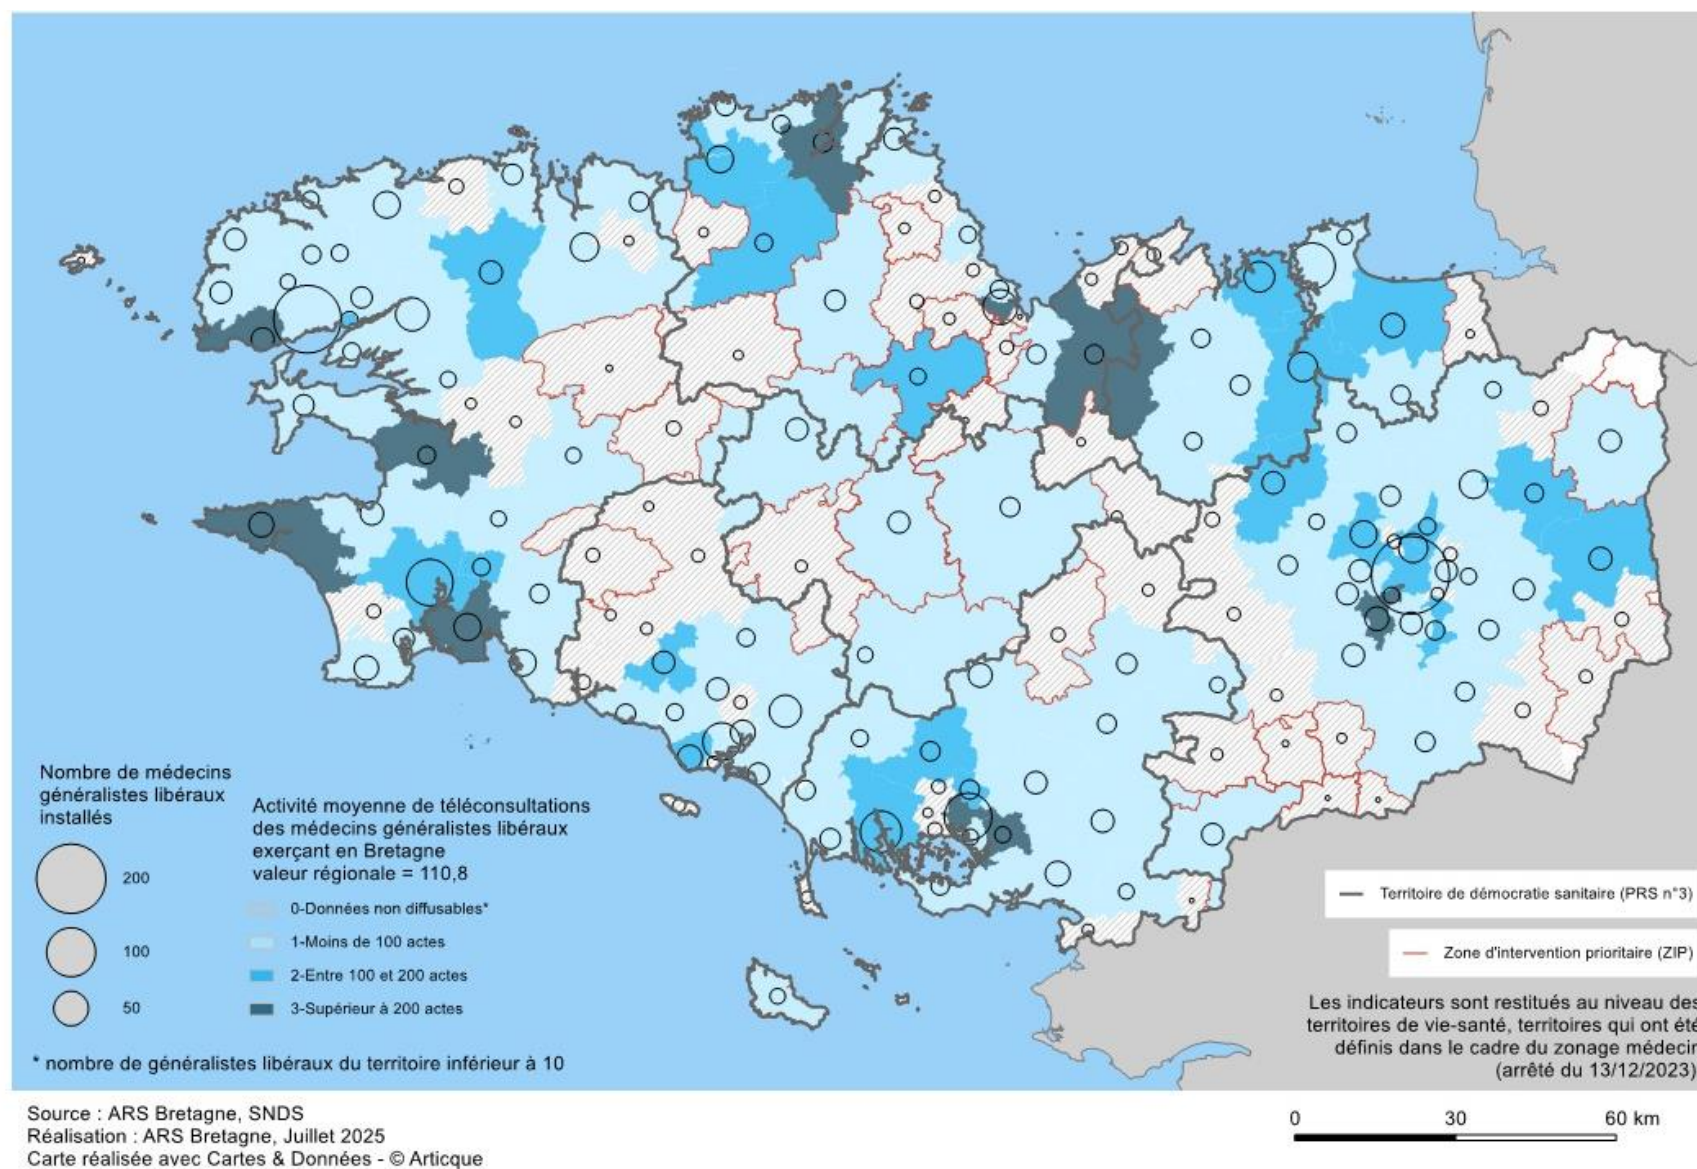 Nombre de médecins
généralistes libéraux
installés
200
100
50
Activité moyenne de téléconsultations
des médecins généralistes libéraux
exerçant en Bretagne
valeur régionale = 110,8
0-Données non diffusables*
1-Moins de 100 actes
2-Entre 100 et 200 actes
3-Supérieur à 200 actes
* nombre de généralistes libéraux du territoire inférieur à 10
Territoire de démocratie sanitaire (PRS n°3)
Zone d'intervention prioritaire (ZIP)
Les indicateurs sont restitués au niveau des
territoires de vie-santé, territoires qui ont été
définis dans le cadre du zonage médecin
(arrêté du 13/12/2023)
Source : ARS Bretagne, SNDS
Réalisation : ARS Bretagne, Juillet 2025
Carte réalisée avec Cartes & Données - © Articque
0 30 60 km